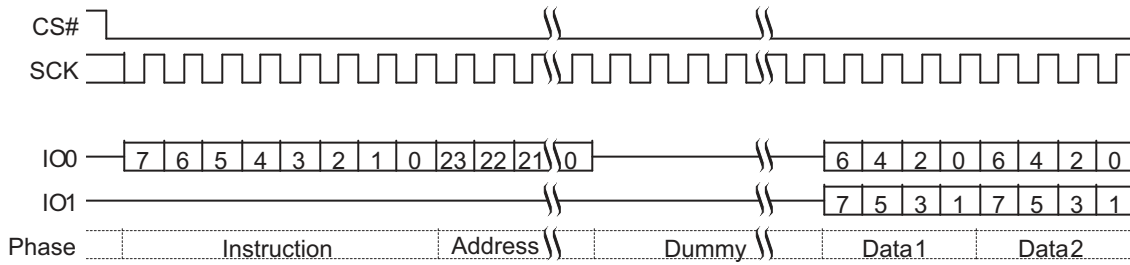 CS#
SCK
IO0 7 6 5 4 3 2 1 0 23 22 21 0 6 4 2 0 6 4 2 0
IO1 7 5 3 1 7 5 3 1
Phase Instruction Address Dummy Data1 Data2